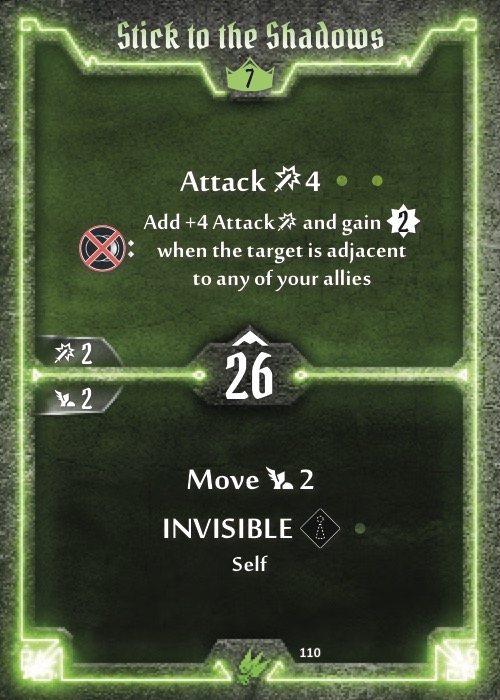 Stick to the Shadows
7
Attack 4
Add +4 Attack and gain 2
: when the target is adjacent
to any of your allies
2
26
2
Move 2
INVISIBLE
Self
110